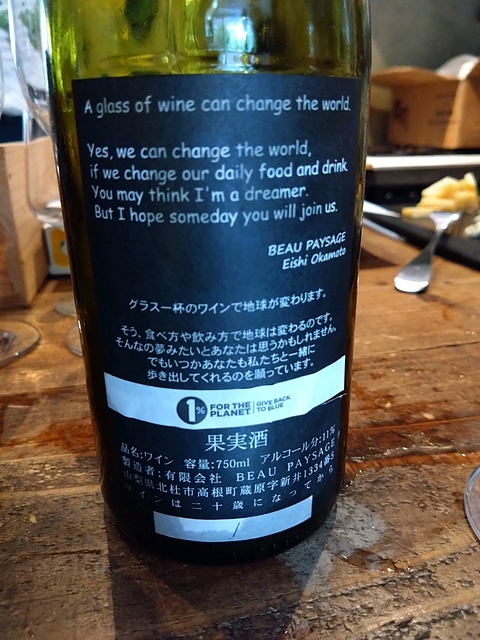 A glass of wine can change the world.
Yes, we can change the world,
if we change our daily food and drink.
You may think I'm a dreamer.
But I hope someday you will join us.
BEAU PAYSAGE
Eishi Okamoto
グラス一杯のワインで地球が変わります。
そう、食べ方や飲み方で地球は変わるのです。
そんなの夢みたいとあなたは思うかもしれません。
でもいつかあなたも私たちと一緒に
歩き出してくれるのを願っています。
1% FOR THE PLANET GIVE BACK TO BLUE
果実酒
品名:ワイン 容量:750ml アルコール分:11%
製造者:有限会社 BEAU PAYSAGE
山梨県北杜市高根町蔵原字新井1334番5
ワインは二十歳になってから